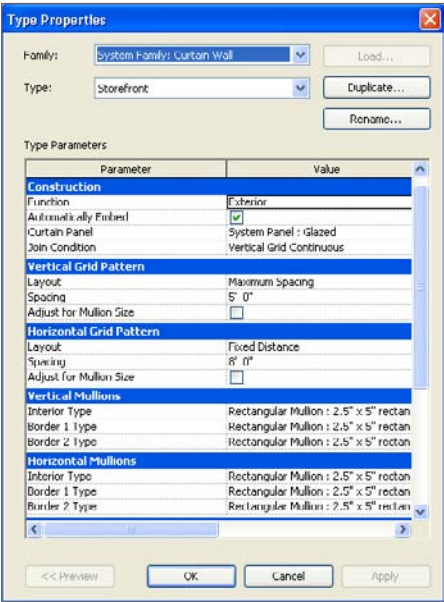 Type Properties
Family: System Family: Curtain Wall Load...
Type: Storefront Duplicate...
Rename...
Type Parameters
Parameter Value
Construction
Function Exterior
Automatically Embed
Curtain Panel System Panel : Glazed
Join Condition Vertical Grid Continuous
Vertical Grid Pattern
Layout Maximum Spacing
Spacing 5' 0"
Adjust for Mullion Size
Horizontal Grid Pattern
Layout Fixed Distance
Spacing 8' 0"
Adjust for Mullion Size
Vertical Mullions
Interior Type Rectangular Mullion : 2.5" x 5" rectan
Border 1 Type Rectangular Mullion : 2.5" x 5" rectan
Border 2 Type Rectangular Mullion : 2.5" x 5" rectan
Horizontal Mullions
Interior Type Rectangular Mullion : 2.5" x 5" rectan
Border 1 Type Rectangular Mullion : 2.5" x 5" rectan
Border 2 Type Rectangular Mullion : 2.5" x 5" rectan
<< Preview OK Cancel Apply